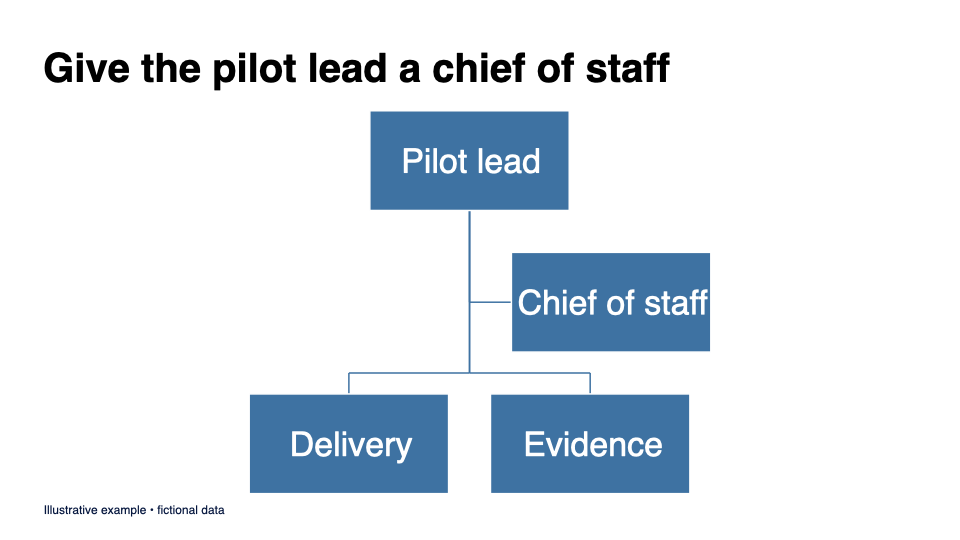 Give the pilot lead a chief of staff
Pilot lead
Chief of staff
Delivery
Evidence
Illustrative example • fictional data